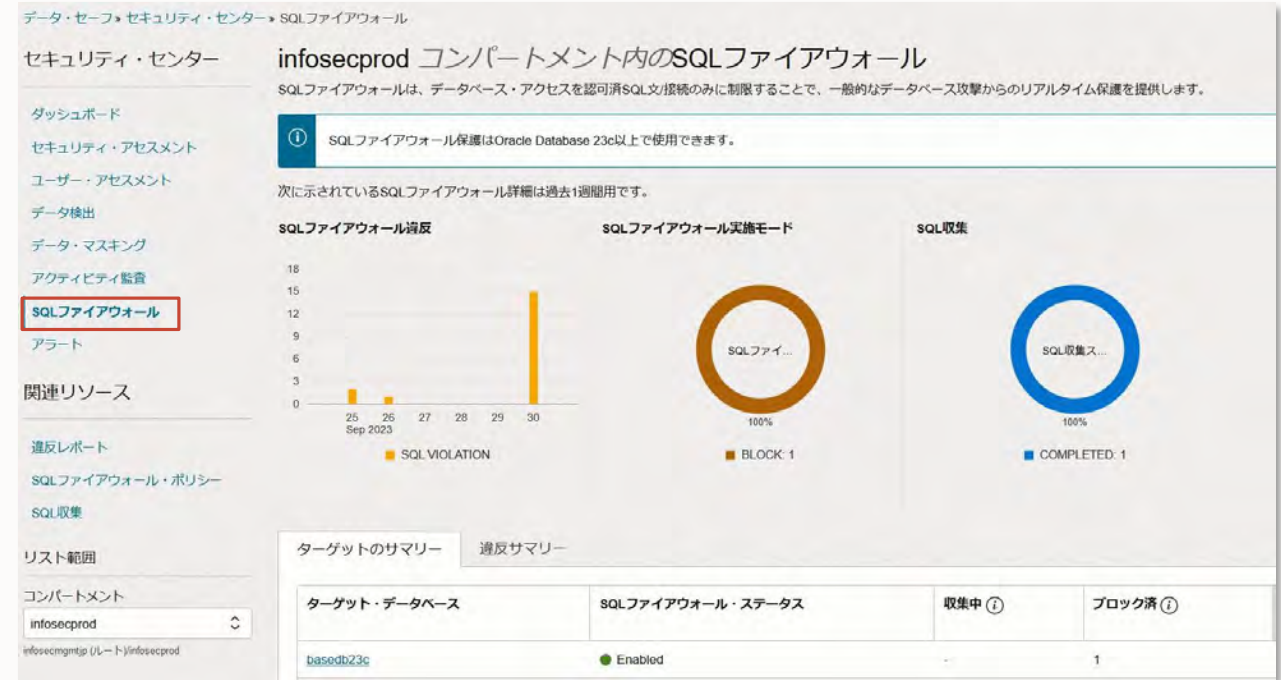 データ・セーフ » セキュリティ・センター » SQLファイアウォール
セキュリティ・センター
ダッシュボード
セキュリティ・アセスメント
ユーザー・アセスメント
データ検出
データ・マスキング
アクティビティ監査
SQLファイアウォール
アラート
関連リソース
違反レポート
SQLファイアウォール・ポリシー
SQL収集
リスト範囲
コンパートメント
infosecprod
infosecmgmtjp (ルート)/infosecprod
infosecprod コンパートメント内のSQLファイアウォール
SQLファイアウォールは、データベース・アクセスを認可済SQL文/接続のみに制限することで、一般的なデータベース攻撃からのリアルタイム保護を提供します。
SQLファイアウォール保護はOracle Database 23c以上で使用できます。
次に示されているSQLファイアウォール詳細は過去1週間用です。
SQLファイアウォール違反
18
15
12
9
6
3
0
25 26 27 28 29 30
Sep 2023
SQL VIOLATION
SQLファイアウォール実施モード
SQLファイ...
100%
BLOCK: 1
SQL収集
SQL収集ス...
100%
COMPLETED: 1
ターゲットのサマリー 違反サマリー
ターゲット・データベース SQLファイアウォール・ステータス 収集中 i ブロック済 i
basedb23c Enabled - 1